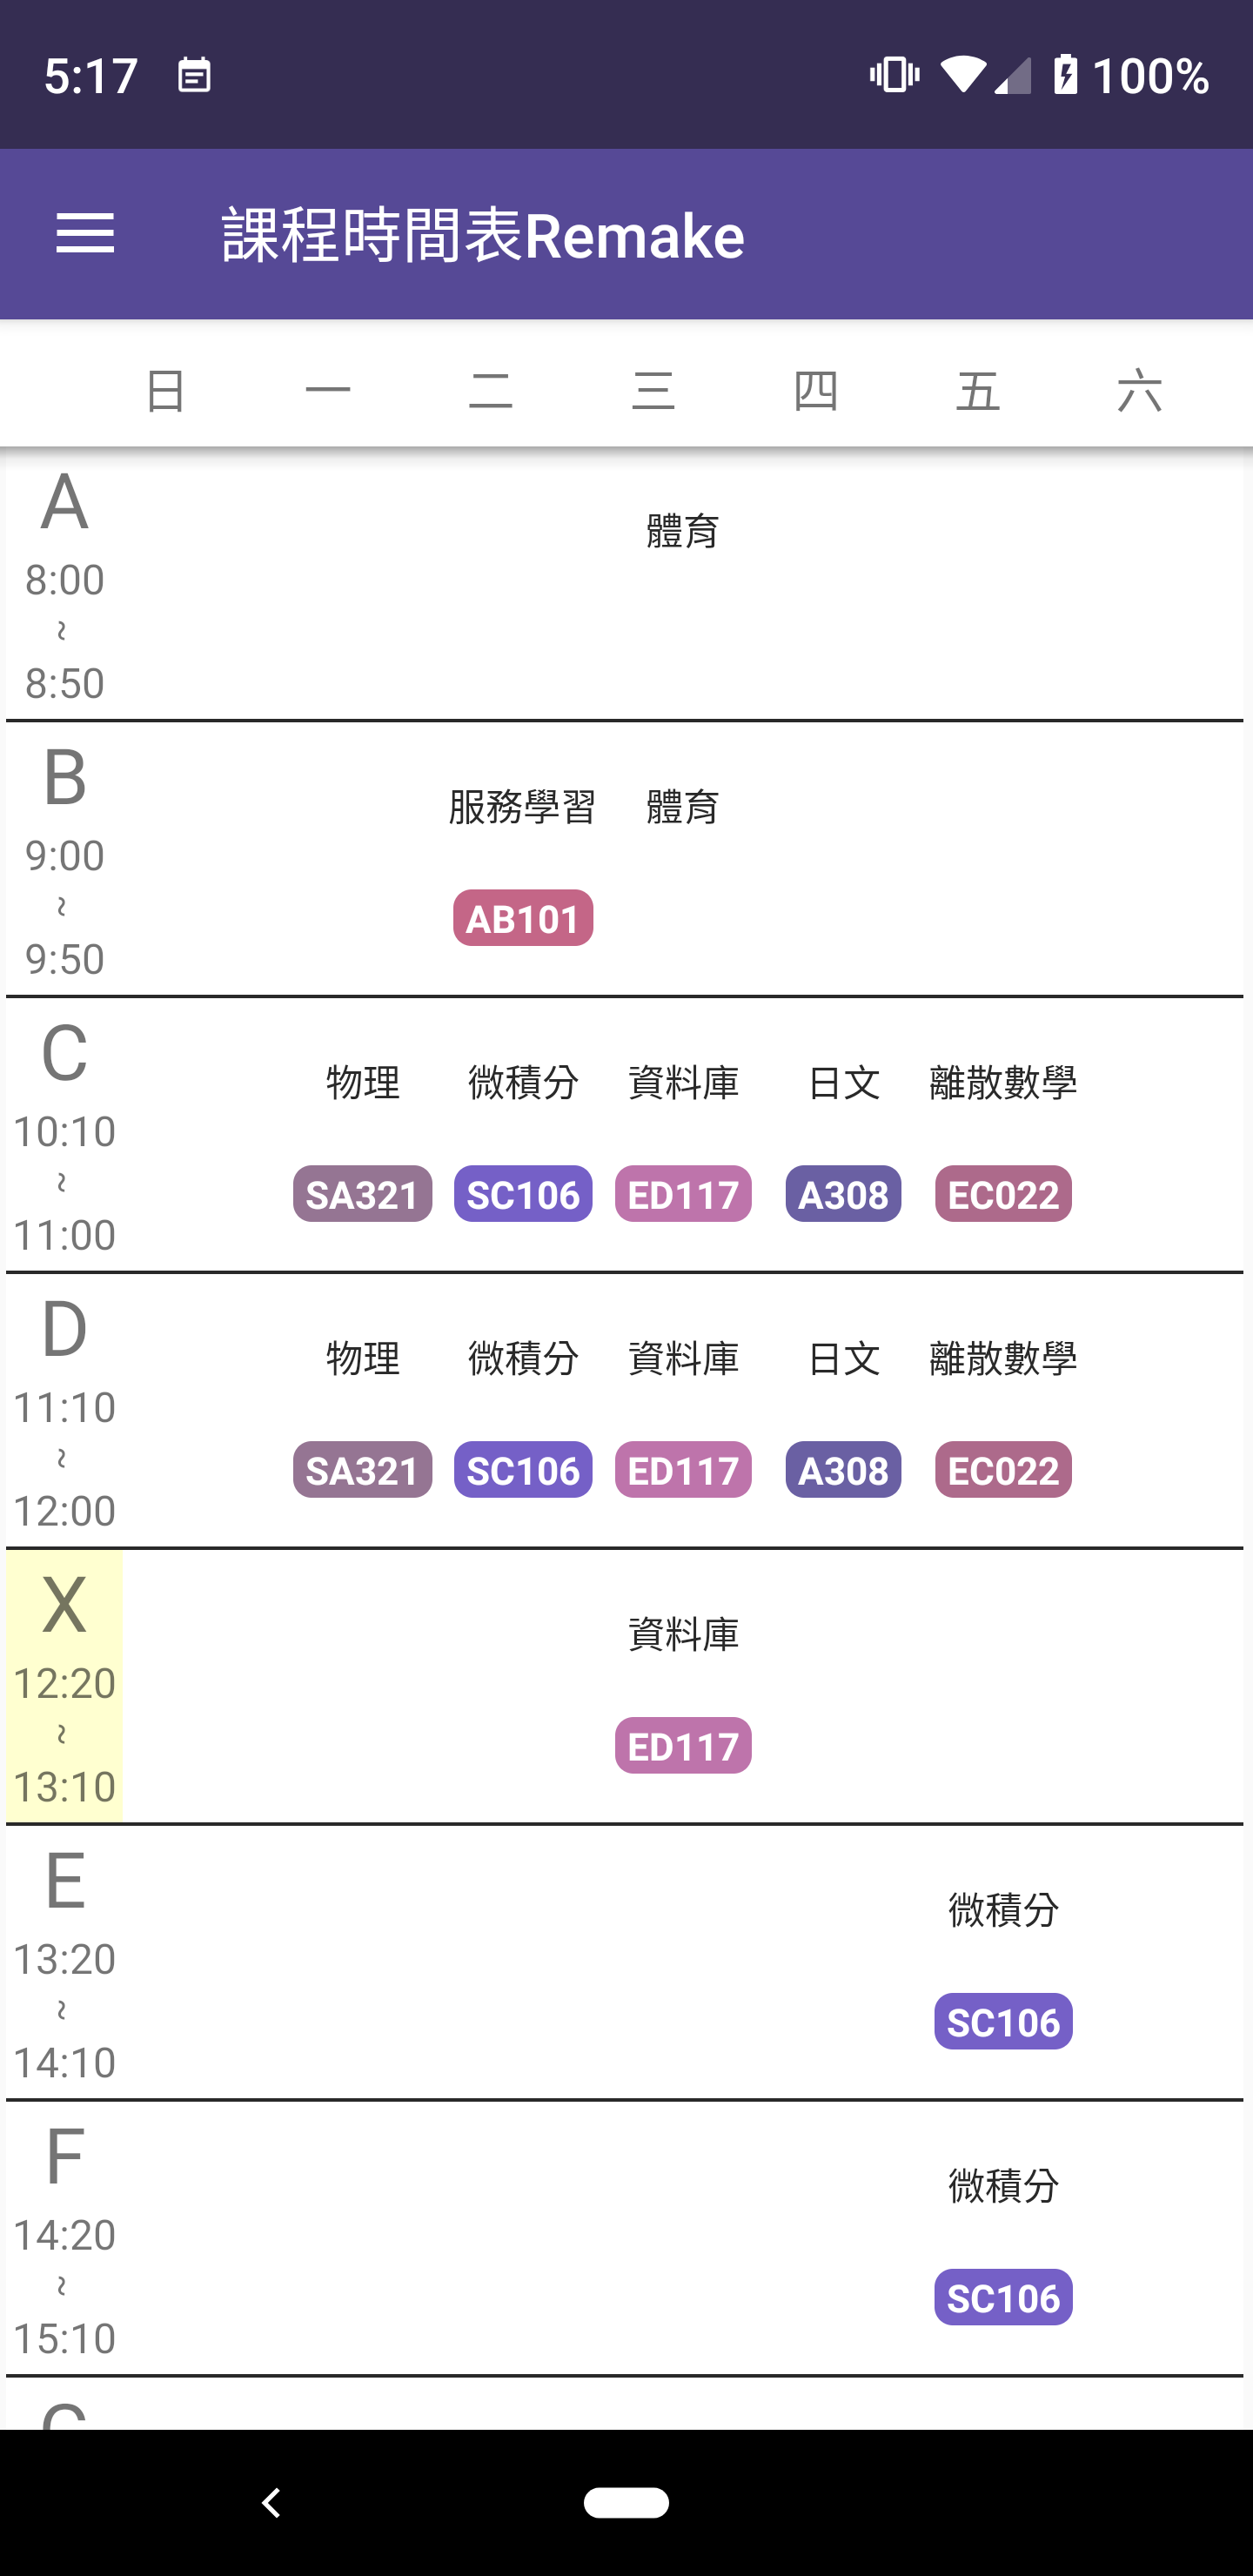 5:17 100%
課程時間表Remake
日 一 二 三 四 五 六
A
體育
8:00
~
8:50
B
服務學習 體育
9:00
~
AB101
9:50
C
物理 微積分 資料庫 日文 離散數學
10:10
~
SA321 SC106 ED117 A308 EC022
11:00
D
物理 微積分 資料庫 日文 離散數學
11:10
~
SA321 SC106 ED117 A308 EC022
12:00
X
資料庫
12:20
~
ED117
13:10
E
微積分
13:20
~
SC106
14:10
F
微積分
14:20
~
SC106
15:10